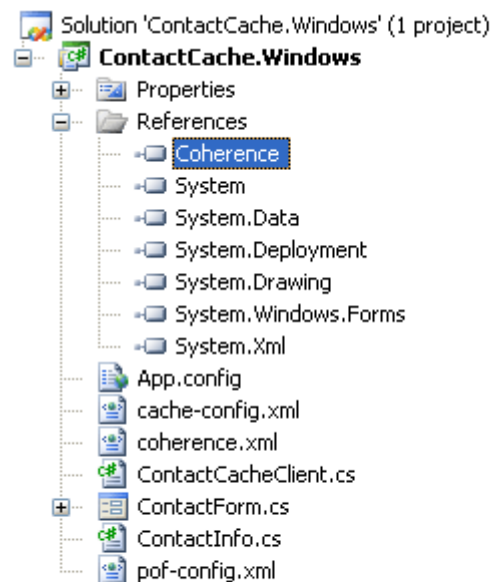 Solution 'ContactCache.Windows' (1 project)
ContactCache.Windows
Properties
References
Coherence
System
System.Data
System.Deployment
System.Drawing
System.Windows.Forms
System.Xml
App.config
cache-config.xml
coherence.xml
ContactCacheClient.cs
ContactForm.cs
ContactInfo.cs
pof-config.xml